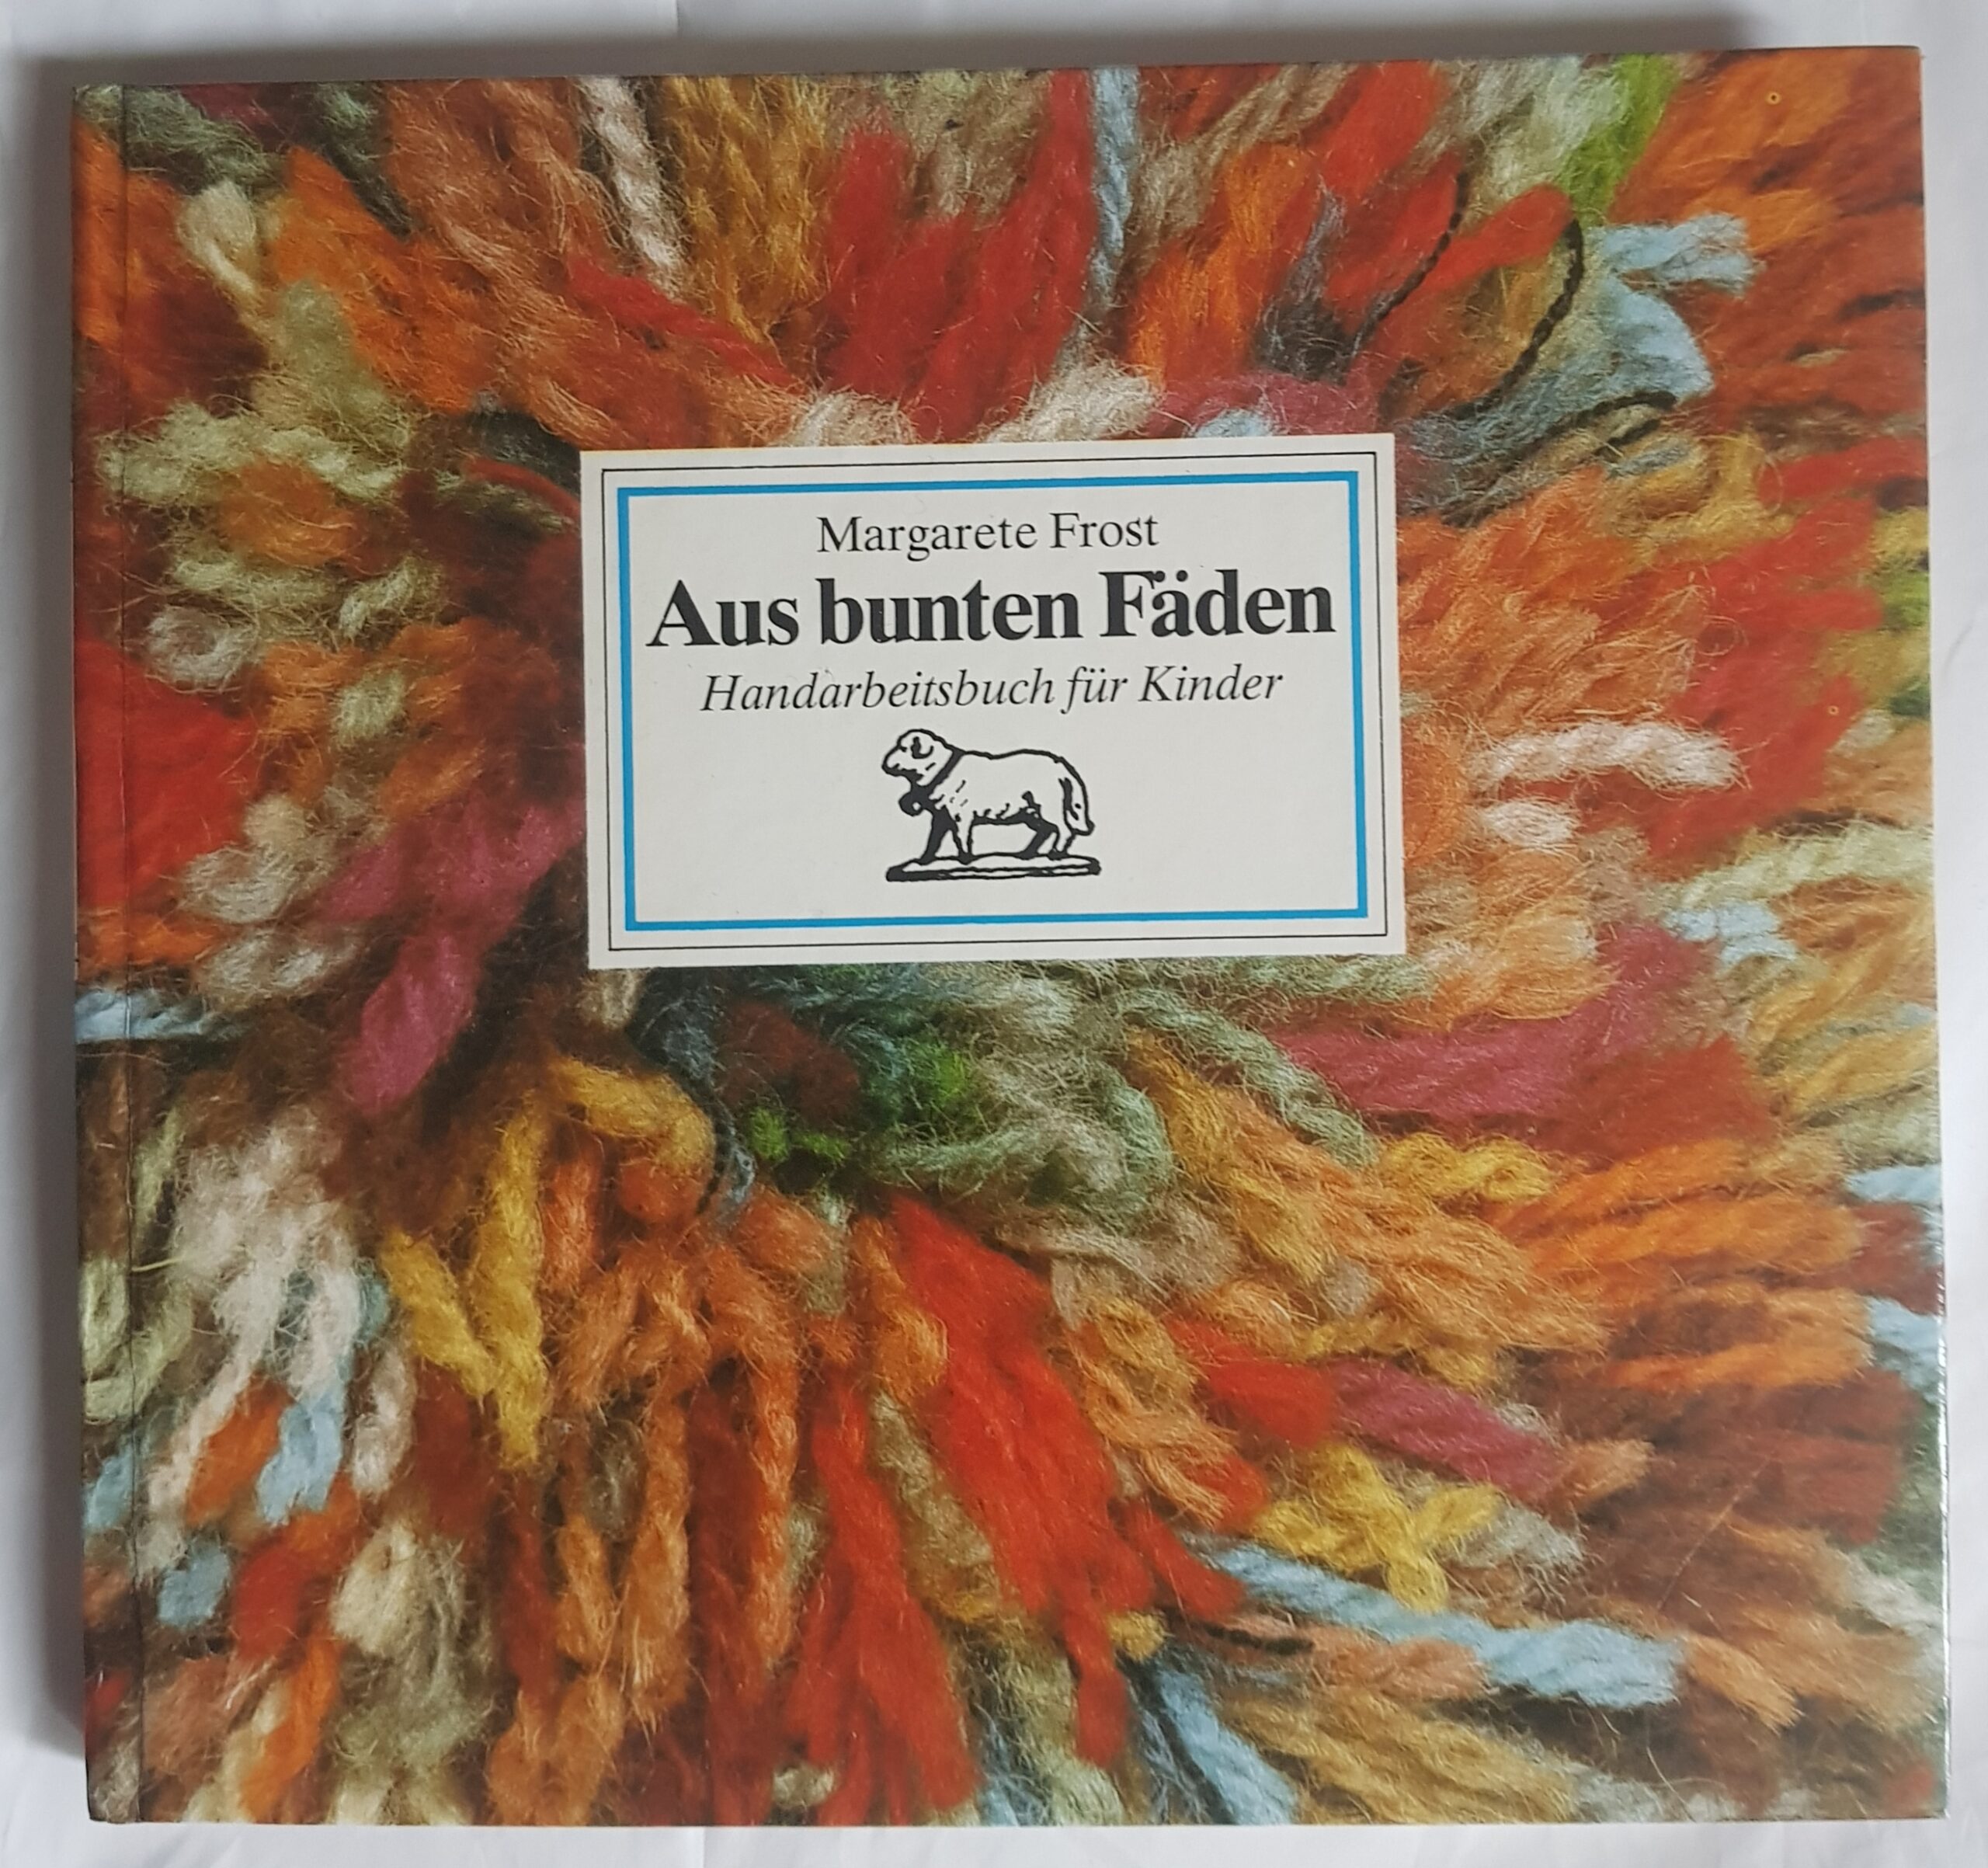 Margarete Frost
Aus bunten Fäden
Handarbeitsbuch für Kinder